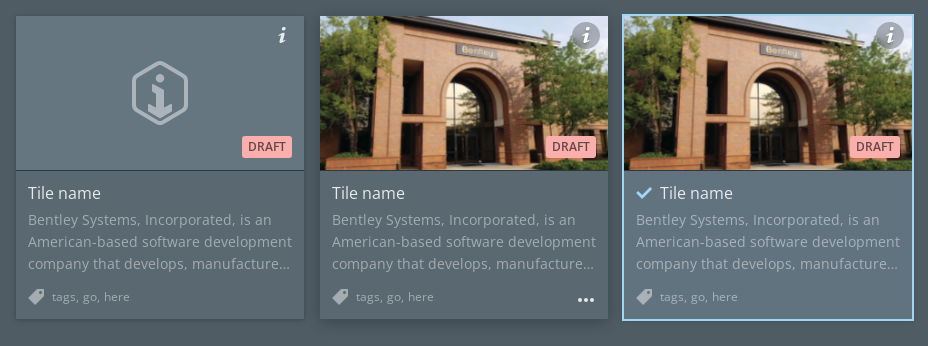 i
DRAFT
Tile name
Bentley Systems, Incorporated, is an
American-based software development
company that develops, manufacture...
tags, go, here
Bentley
i
DRAFT
Tile name
Bentley Systems, Incorporated, is an
American-based software development
company that develops, manufacture...
tags, go, here
Bentley
i
DRAFT
Tile name
Bentley Systems, Incorporated, is an
American-based software development
company that develops, manufacture...
tags, go, here